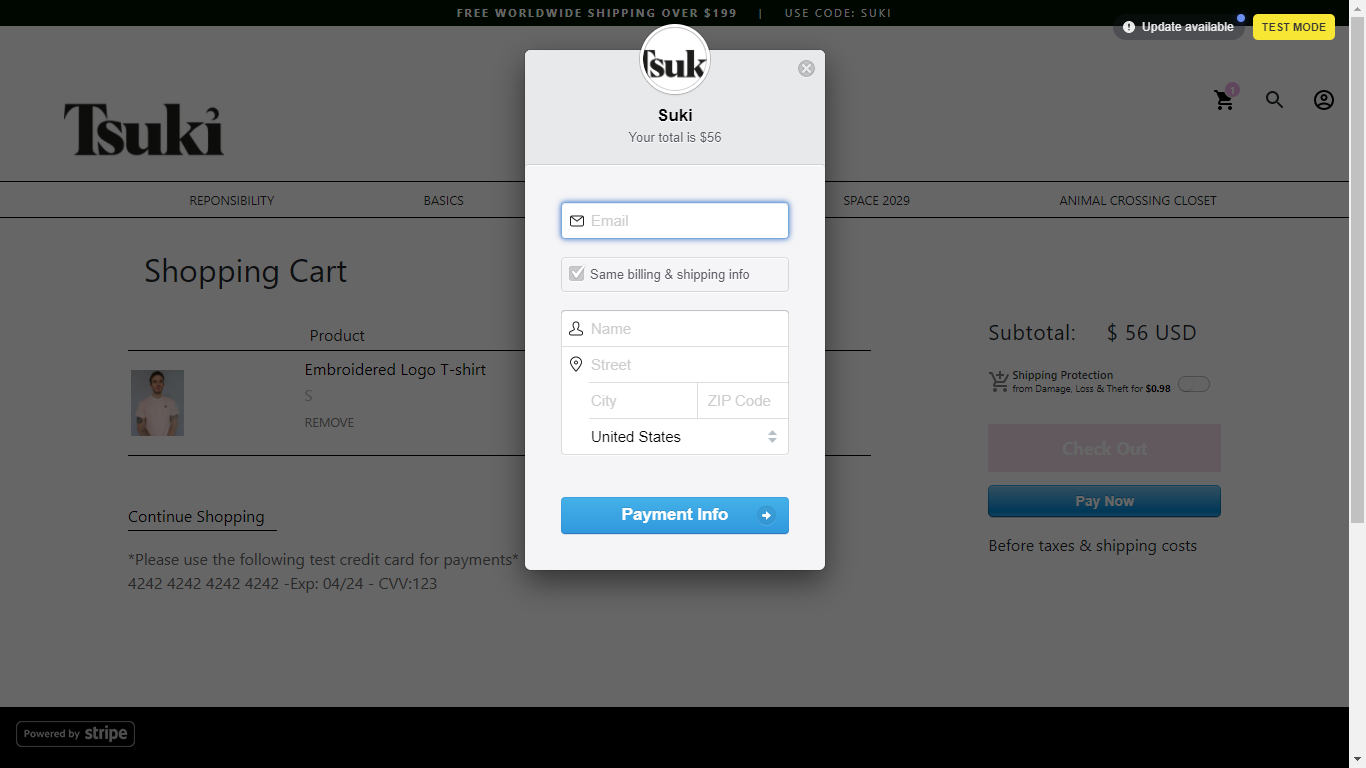 FREE WORLDWIDE SHIPPING OVER $199 | USE CODE: SUKI
Update available
TEST MODE
Tsuki
1
REPONSIBILITY
BASICS
SPACE 2029
ANIMAL CROSSING CLOSET
Tsuk
Suki
Your total is $56
Email
Same billing & shipping info
Name
Street
City
ZIP Code
United States
Payment Info
Shopping Cart
Product
Embroidered Logo T-shirt
S
REMOVE
Continue Shopping
*Please use the following test credit card for payments*
4242 4242 4242 4242 -Exp: 04/24 - CVV:123
Subtotal: $ 56 USD
Shipping Protection
from Damage, Loss & Theft for $0.98
Check Out
Pay Now
Before taxes & shipping costs
Powered by stripe